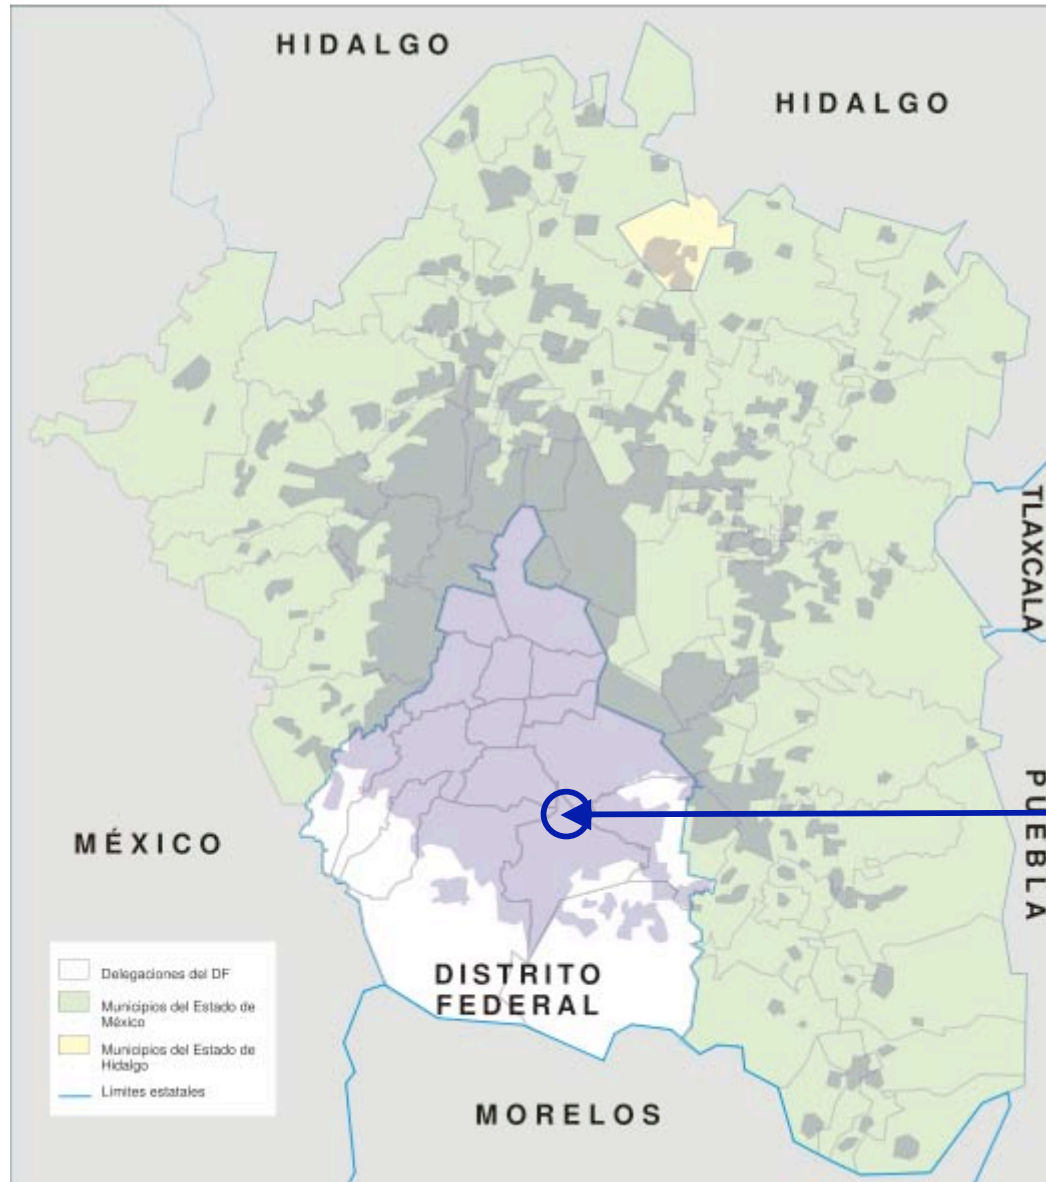 HIDALGO
HIDALGO
TLAXCALA
PUEBLA
MÉXICO
DISTRITO
FEDERAL
MORELOS
Delegaciones del DF
Municipios del Estado de
México
Municipios del Estado de
Hidalgo
Límites estatales